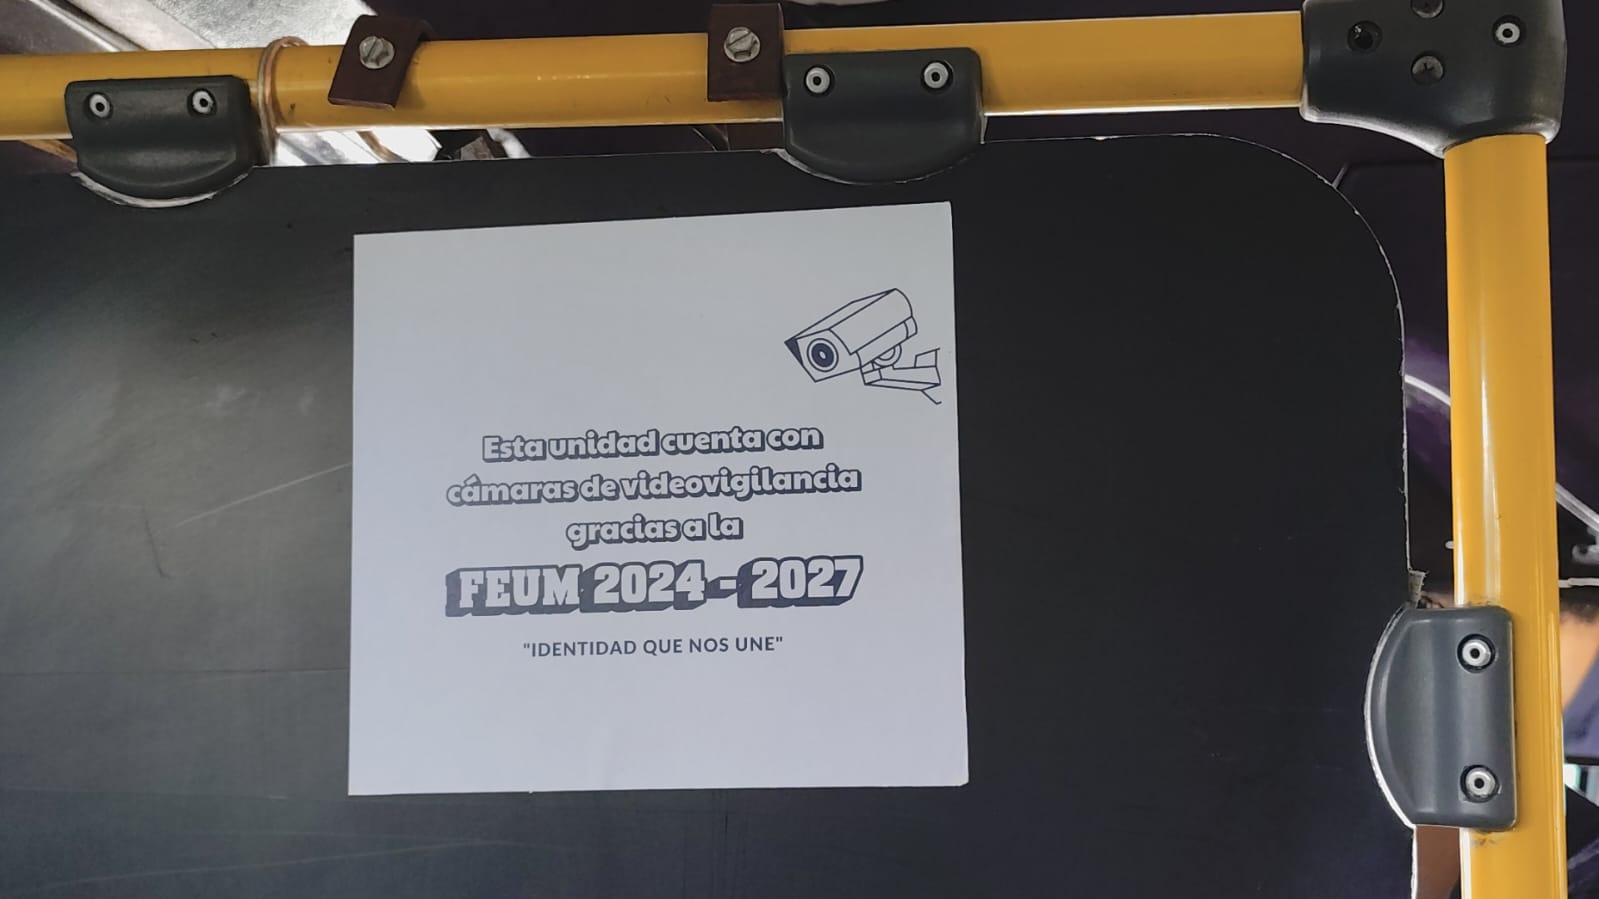 Esta unidad cuenta con
cámaras de videovigilancia
gracias a la
FEUM 2024 - 2027
"IDENTIDAD QUE NOS UNE"